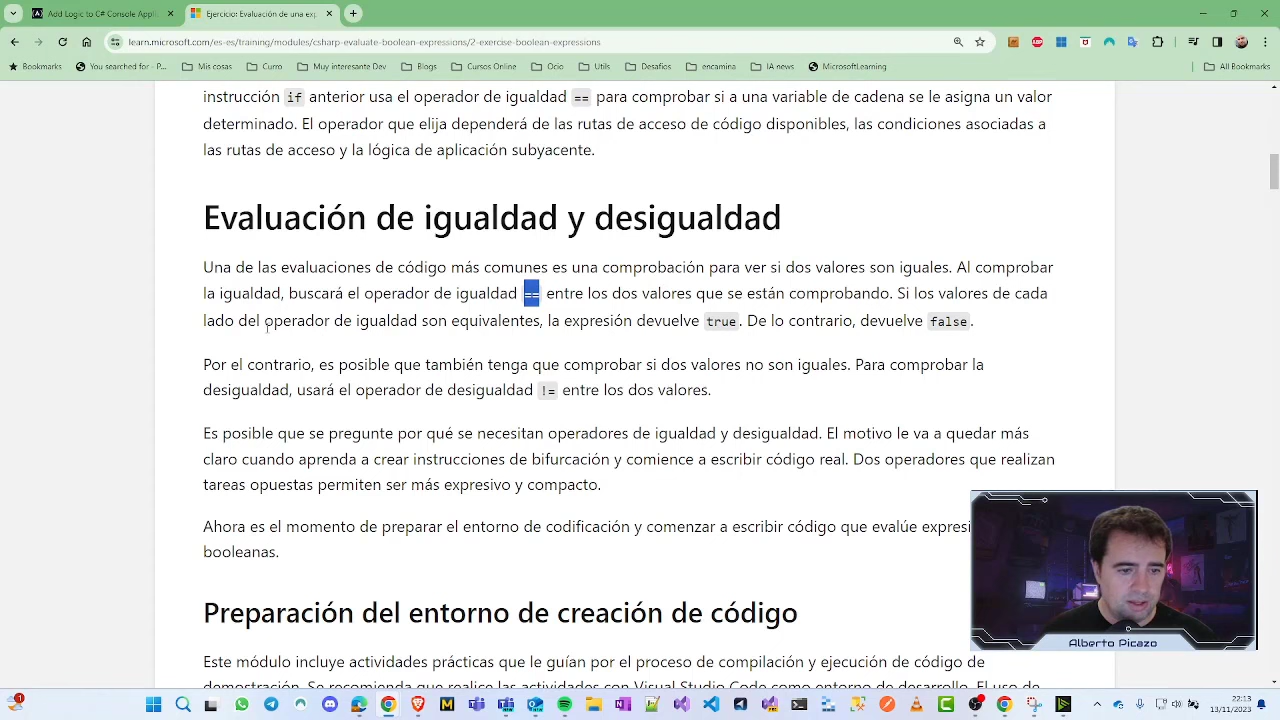 Add Logic to C# Console Appli
Ejercicio: Evaluación de una exp
learn.microsoft.com/es-es/training/modules/csharp-evaluate-boolean-expressions/2-exercise-boolean-expressions
Bookmarks
You searched for - P...
Mis cosas
Curro
Muy interesante Dev
Blogs
Cursos Online
Ocio
Utils
Desafios
encamina
IA news
MicrosoftLearning
All Bookmarks
instrucción if anterior usa el operador de igualdad == para comprobar si a una variable de cadena se le asigna un valor
determinado. El operador que elija dependerá de las rutas de acceso de código disponibles, las condiciones asociadas a
las rutas de acceso y la lógica de aplicación subyacente.
Evaluación de igualdad y desigualdad
Una de las evaluaciones de código más comunes es una comprobación para ver si dos valores son iguales. Al comprobar
la igualdad, buscará el operador de igualdad == entre los dos valores que se están comprobando. Si los valores de cada
lado del operador de igualdad son equivalentes, la expresión devuelve true. De lo contrario, devuelve false.
Por el contrario, es posible que también tenga que comprobar si dos valores no son iguales. Para comprobar la
desigualdad, usará el operador de desigualdad != entre los dos valores.
Es posible que se pregunte por qué se necesitan operadores de igualdad y desigualdad. El motivo le va a quedar más
claro cuando aprenda a crear instrucciones de bifurcación y comience a escribir código real. Dos operadores que realizan
tareas opuestas permiten ser más expresivo y compacto.
Ahora es el momento de preparar el entorno de codificación y comenzar a escribir código que evalúe expresi
booleanas.
Preparación del entorno de creación de código
Este módulo incluye actividades prácticas que le guían por el proceso de compilación y ejecución de código de
demostración. Se recomienda que realice las actividades con Visual Studio Code como entorno de desarrollo. El uso de
Alberto Picazo
1
22:13
13/11/2023